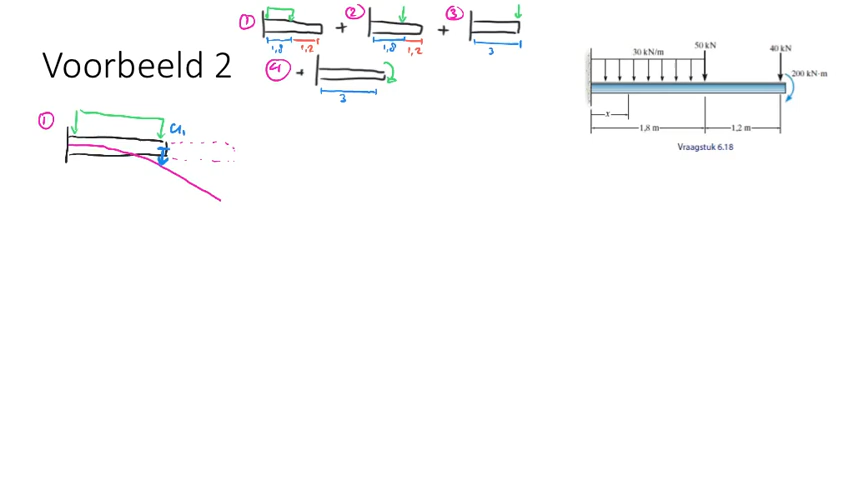 ① + ② + ③
1,8 1,2 1,8 1,2 3
Voorbeeld 2
④ +
3
① a₁
30 kN/m
50 kN
40 kN
200 kN·m
x
1,8 m
1,2 m
Vraagstuk 6.18